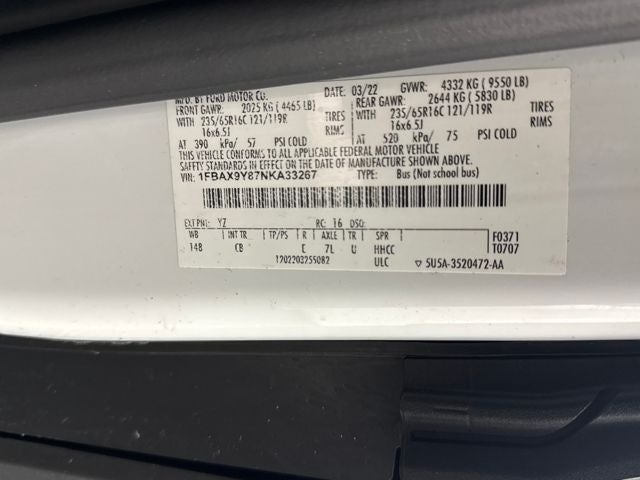 MFD. BY FORD MOTOR CO. DATE: 03/22 GVWR: 4332 KG ( 9550 LB)
FRONT GAWR: 2025 KG ( 4465 LB) REAR GAWR: 2644 KG ( 5830 LB)
WITH 235/65R16C 121/119R TIRES WITH 235/65R16C 121/119R TIRES
16x6.5J RIMS 16x6.5J RIMS
AT 390 kPa/ 57 PSI COLD AT 520 kPa/ 75 PSI COLD
THIS VEHICLE CONFORMS TO ALL APPLICABLE FEDERAL MOTOR VEHICLE
SAFETY STANDARDS IN EFFECT ON THE DATE OF MANUFACTURE SHOWN ABOVE.
VIN: 1FBAX9Y87NKA33267 TYPE: Bus (Not school bus)
EXT PNT: YZ RC: 16 DSO:
WB INT TR TP/PS R AXLE TR SPR F0371
148 CB E 7L U HHCC T0707
1202203255082 ULC ▽ 5U5A-3520472-AA